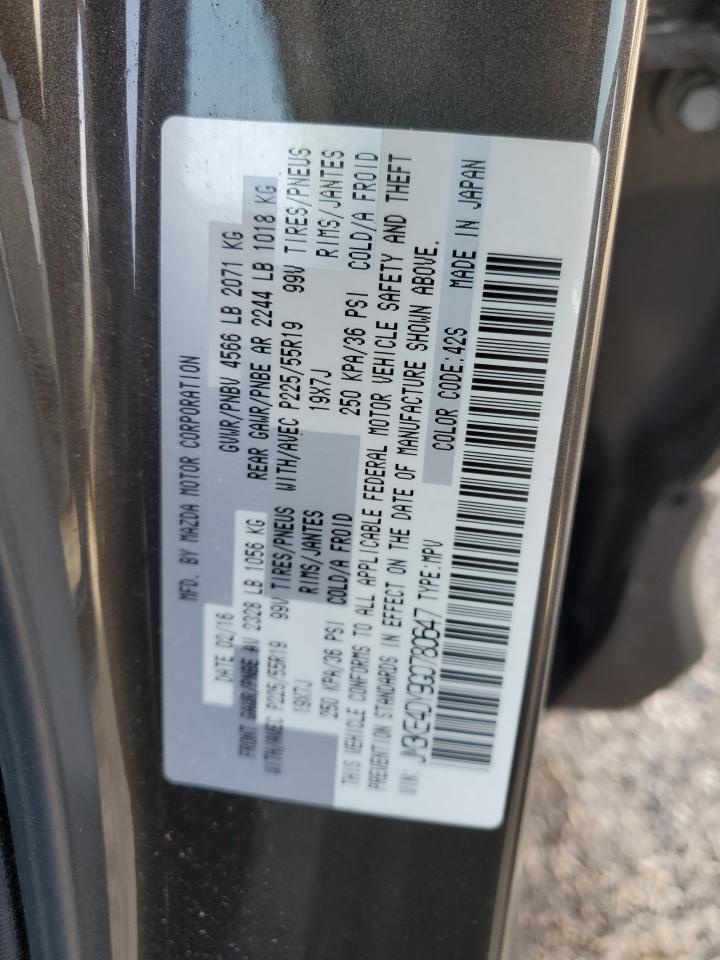 MFD. BY MAZDA MOTOR CORPORATION
DATE 02/16 GVWR/PNBV 4566 LB 2071 KG
FRONT GAWR/PNBE AV 2328 LB 1056 KG REAR GAWR/PNBE AR 2244 LB 1018 KG
WITH/AVEC P225/55R19 99V TIRES/PNEUS WITH/AVEC P225/55R19 99V TIRES/PNEUS
19X7J RIMS/JANTES 19X7J RIMS/JANTES
250 KPA/36 PSI COLD/A FROID 250 KPA/36 PSI COLD/A FROID
THIS VEHICLE CONFORMS TO ALL APPLICABLE FEDERAL MOTOR VEHICLE SAFETY AND THEFT
PREVENTION STANDARDS IN EFFECT ON THE DATE OF MANUFACTURE SHOWN ABOVE.
VIN: JM3KE4DY9G0780647 TYPE:MPV COLOR CODE:42S MADE IN JAPAN